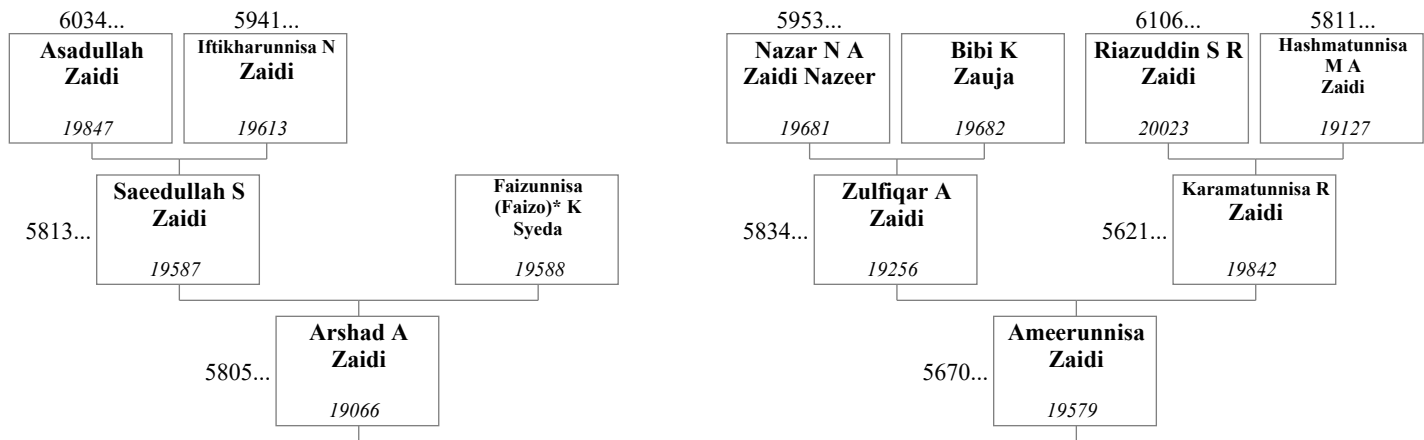 6034...
5941...
5953...
6106...
5811...
Asadullah
Zaidi
19847
Iftikharunnisa N
Zaidi
19613
Nazar N A
Zaidi Nazeer
19681
Bibi K
Zauja
19682
Riazuddin S R
Zaidi
20023
Hashmatunnisa
M A
Zaidi
19127
5813...
Saeedullah S
Zaidi
19587
Faizunnisa
(Faizo)* K
Syeda
19588
5834...
Zulfiqar A
Zaidi
19256
5621...
Karamatunnisa R
Zaidi
19842
5805...
Arshad A
Zaidi
19066
5670...
Ameerunnisa
Zaidi
19579